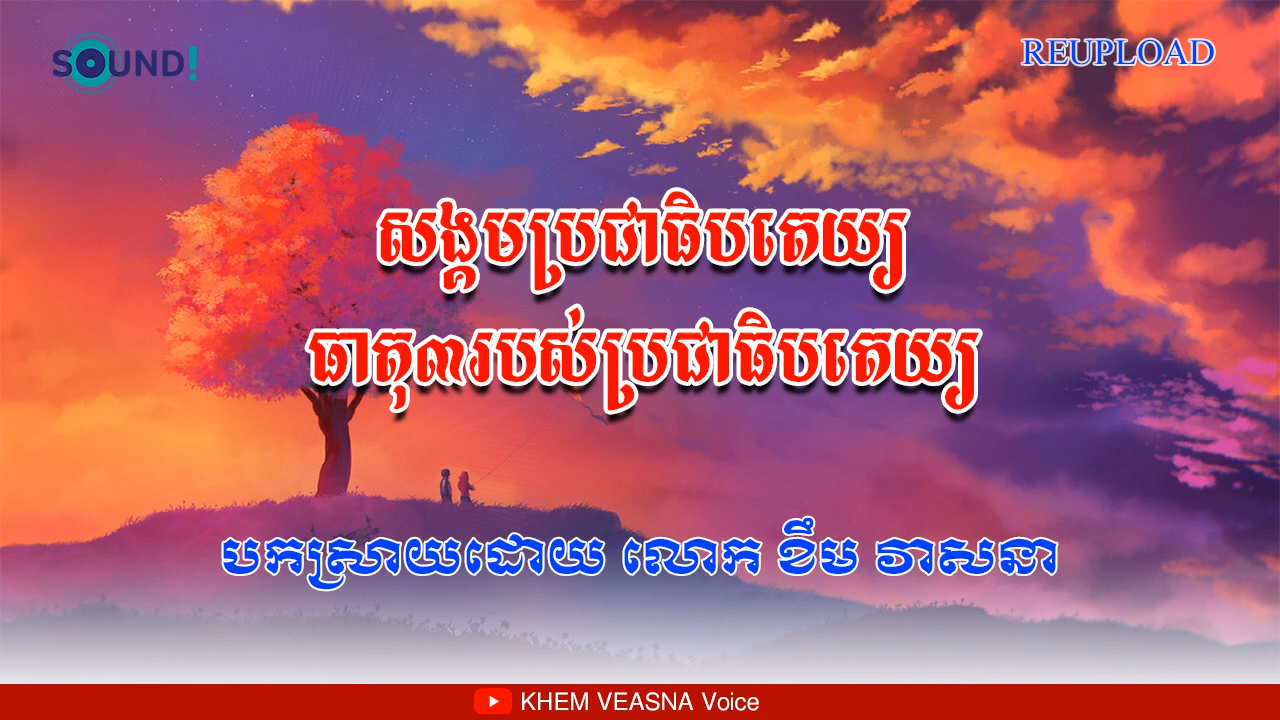 SOUND!
REUPLOAD
សង្គមប្រជាធិបតេយ្យ
ធាតុ៣របស់ប្រជាធិបតេយ្យ
បកស្រាយដោយ លោក ខឹម វាសនា
KHEM VEASNA Voice